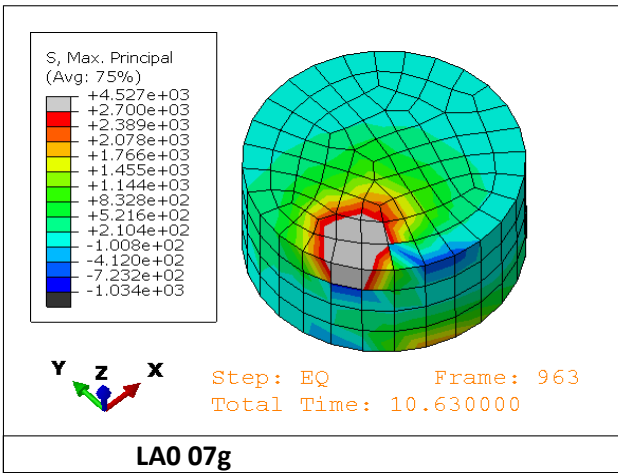 S, Max. Principal
(Avg: 75%)
+4.527e+03
+2.700e+03
+2.389e+03
+2.078e+03
+1.766e+03
+1.455e+03
+1.144e+03
+8.328e+02
+5.216e+02
+2.104e+02
-1.008e+02
-4.120e+02
-7.232e+02
-1.034e+03
Y Z X
Step: EQ Frame: 963
Total Time: 10.630000
LA0 07g